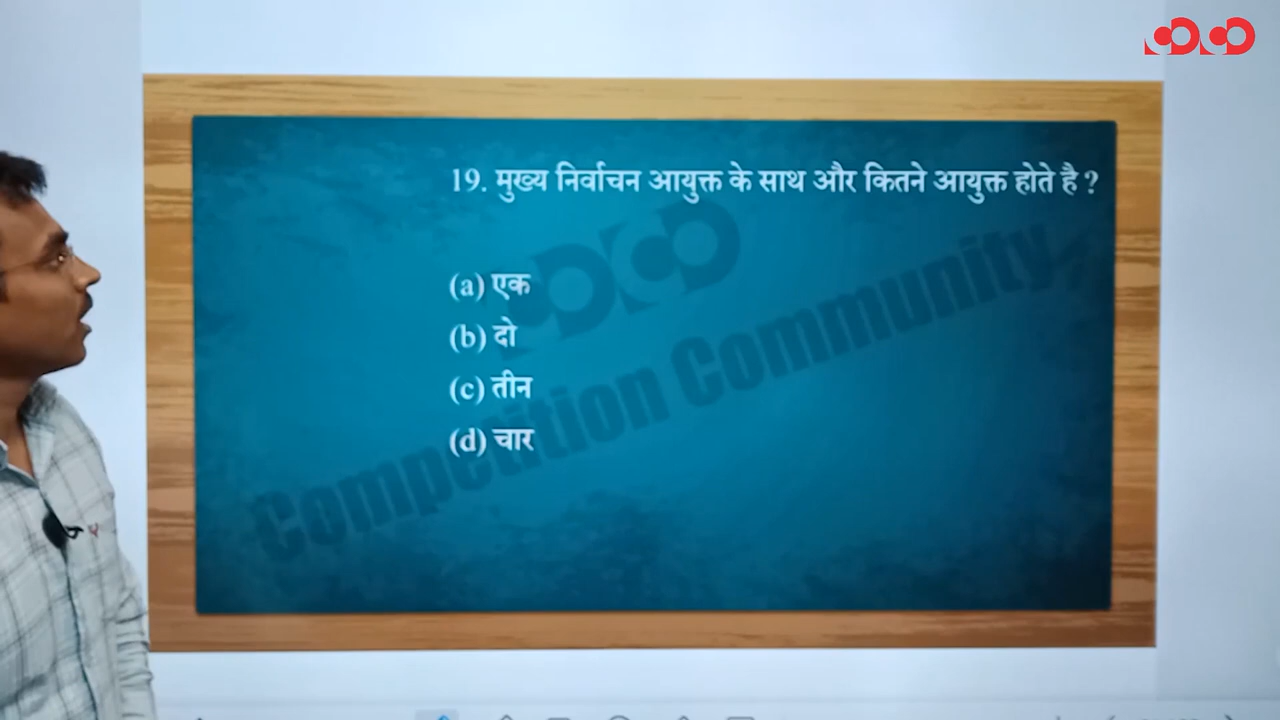 19. मुख्य निर्वाचन आयुक्त के साथ और कितने आयुक्त होते है ?
(a) एक
(b) दो
(c) तीन
(d) चार
Competition Community